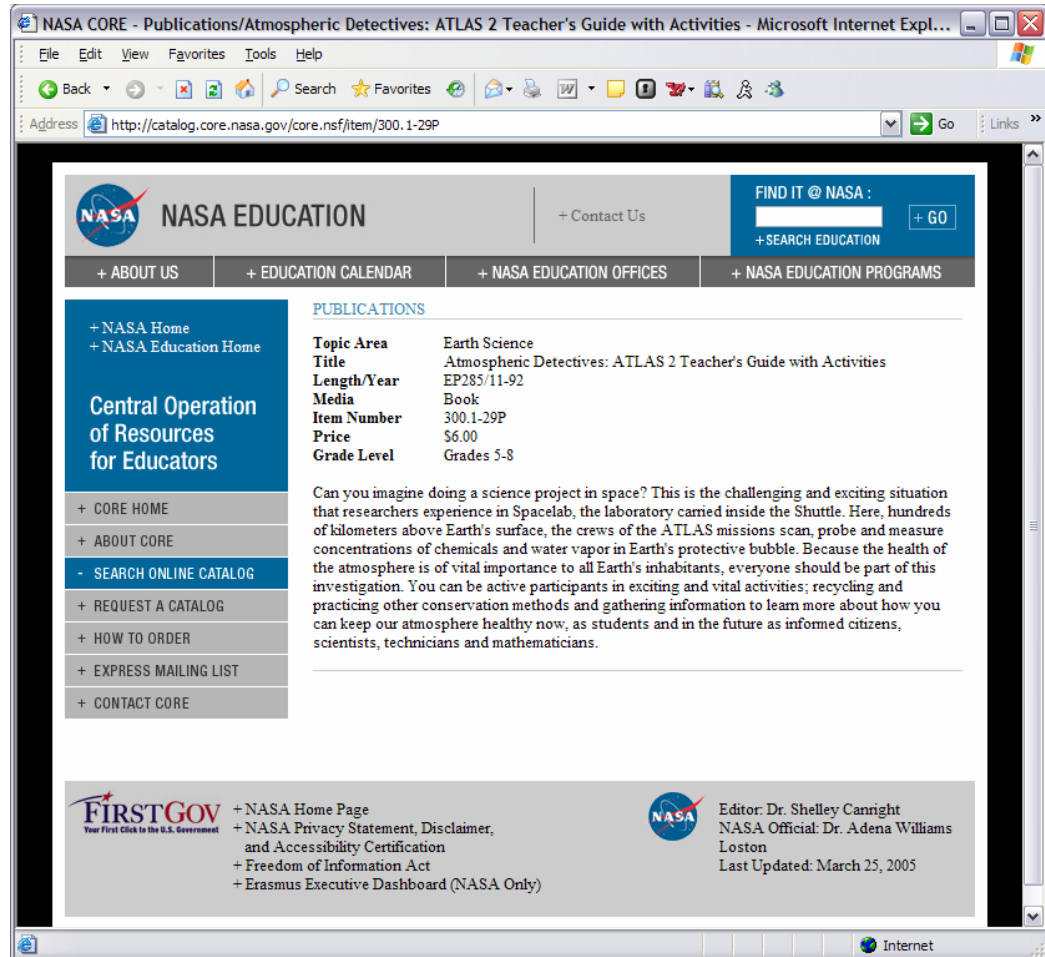 NASA CORE - Publications/Atmospheric Detectives: ATLAS 2 Teacher's Guide with Activities - Microsoft Internet Expl...
File Edit View Favorites Tools Help
Back Search Favorites
Address http://catalog.core.nasa.gov/core.nsf/item/300.1-29P Go Links »
NASA
NASA EDUCATION
+ Contact Us
FIND IT @ NASA :
+ GO
+ SEARCH EDUCATION
+ ABOUT US + EDUCATION CALENDAR + NASA EDUCATION OFFICES + NASA EDUCATION PROGRAMS
+ NASA Home
+ NASA Education Home
Central Operation
of Resources
for Educators
+ CORE HOME
+ ABOUT CORE
- SEARCH ONLINE CATALOG
+ REQUEST A CATALOG
+ HOW TO ORDER
+ EXPRESS MAILING LIST
+ CONTACT CORE
PUBLICATIONS
Topic Area Earth Science
Title Atmospheric Detectives: ATLAS 2 Teacher's Guide with Activities
Length/Year EP285/11-92
Media Book
Item Number 300.1-29P
Price $6.00
Grade Level Grades 5-8
Can you imagine doing a science project in space? This is the challenging and exciting situation
that researchers experience in Spacelab, the laboratory carried inside the Shuttle. Here, hundreds
of kilometers above Earth's surface, the crews of the ATLAS missions scan, probe and measure
concentrations of chemicals and water vapor in Earth's protective bubble. Because the health of
the atmosphere is of vital importance to all Earth's inhabitants, everyone should be part of this
investigation. You can be active participants in exciting and vital activities; recycling and
practicing other conservation methods and gathering information to learn more about how you
can keep our atmosphere healthy now, as students and in the future as informed citizens,
scientists, technicians and mathematicians.
FIRSTGOV
Your First Click to the U.S. Government
+ NASA Home Page
+ NASA Privacy Statement, Disclaimer,
and Accessibility Certification
+ Freedom of Information Act
+ Erasmus Executive Dashboard (NASA Only)
NASA
Editor: Dr. Shelley Canright
NASA Official: Dr. Adena Williams
Loston
Last Updated: March 25, 2005
Internet